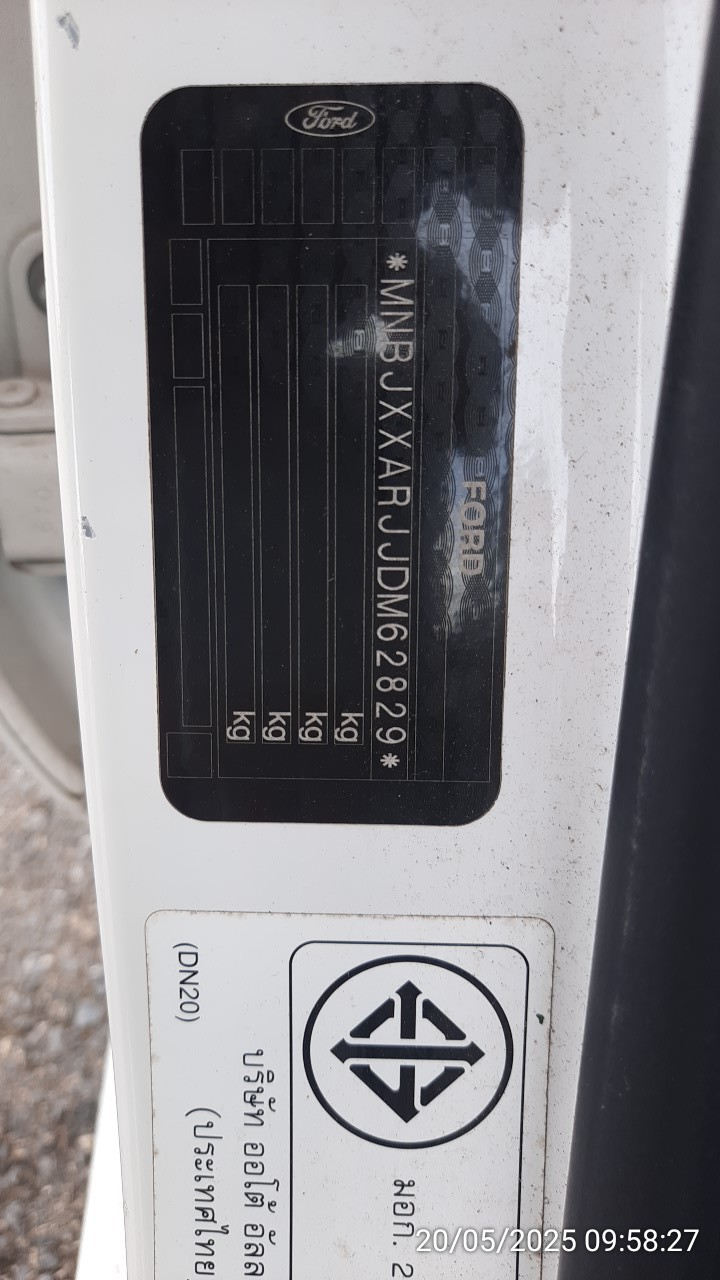 Ford
FORD
*MNBJXXARJJDM62829*
kg
kg
kg
kg
มอก. 2
บริษัท ออโต้ อัลล
(ประเทศไทย
(DN20)
20/05/2025 09:58:27